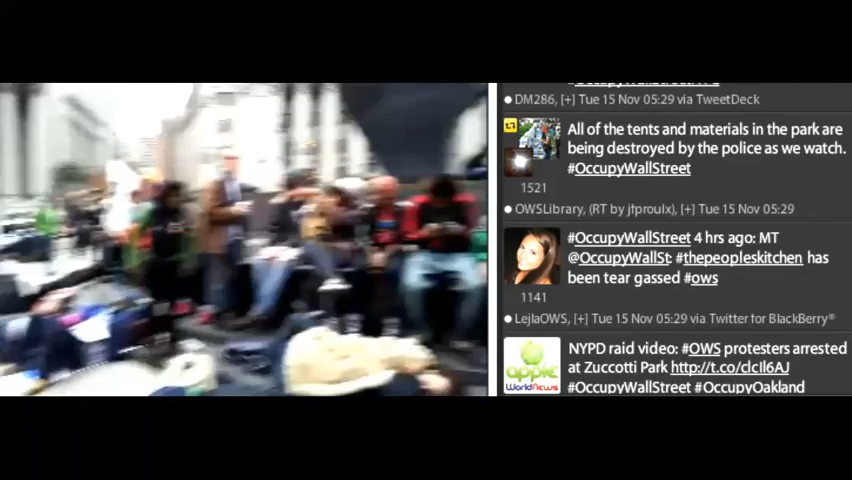 DM286, [+] Tue 15 Nov 05:29 via TweetDeck
All of the tents and materials in the park are
being destroyed by the police as we watch.
#OccupyWallStreet
1521
OWSLibrary, (RT by jfproulx), [+] Tue 15 Nov 05:29
#OccupyWallStreet 4 hrs ago: MT
@OccupyWallSt: #thepeopleskitchen has
been tear gassed #ows
1141
LejlaOWS, [+] Tue 15 Nov 05:29 via Twitter for BlackBerry®
NYPD raid video: #OWS protesters arrested
at Zuccotti Park http://t.co/clcIl6AJ
#OccupyWallStreet #OccupyOakland
apple
WorldNews